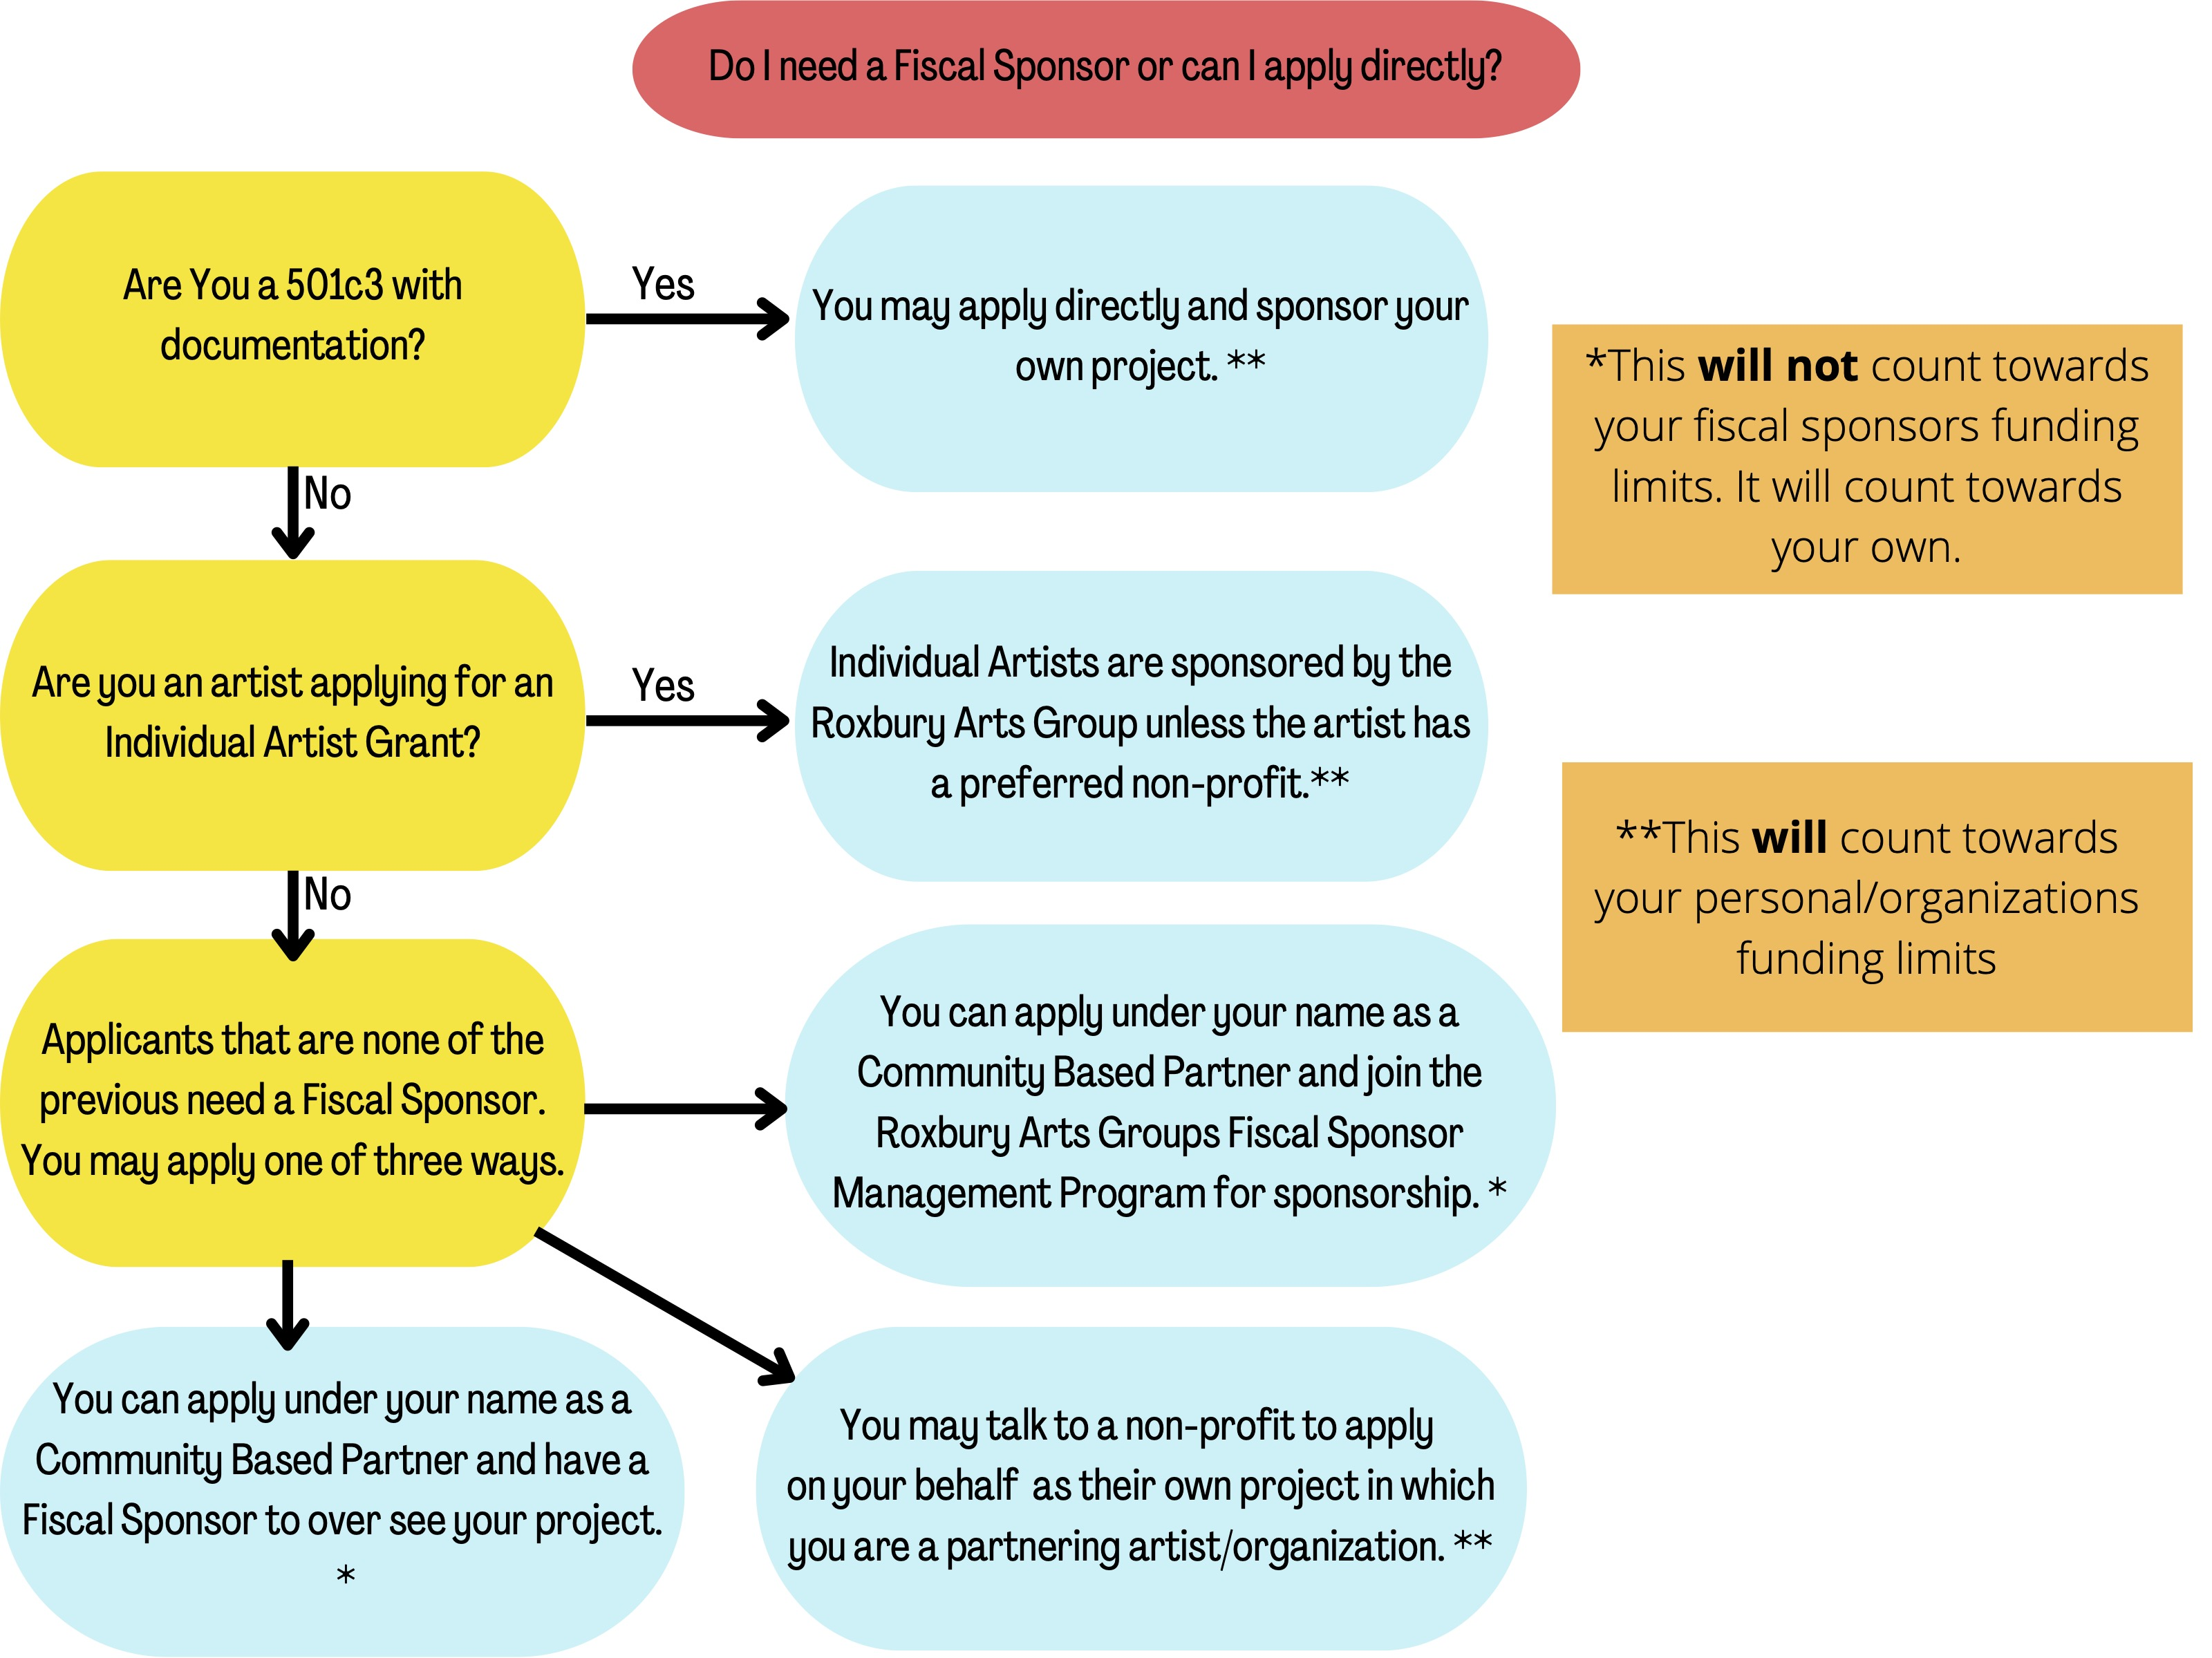 Do I need a Fiscal Sponsor or can I apply directly?
Are You a 501c3 with
documentation?
Yes
You may apply directly and sponsor your
own project. **
*This will not count towards
your fiscal sponsors funding
limits. It will count towards
your own.
No
Are you an artist applying for an
Individual Artist Grant?
Yes
Individual Artists are sponsored by the
Roxbury Arts Group unless the artist has
a preferred non-profit.**
**This will count towards
your personal/organizations
funding limits
No
Applicants that are none of the
previous need a Fiscal Sponsor.
You may apply one of three ways.
You can apply under your name as a
Community Based Partner and join the
Roxbury Arts Groups Fiscal Sponsor
Management Program for sponsorship. *
You can apply under your name as a
Community Based Partner and have a
Fiscal Sponsor to over see your project.
*
You may talk to a non-profit to apply
on your behalf as their own project in which
you are a partnering artist/organization. **